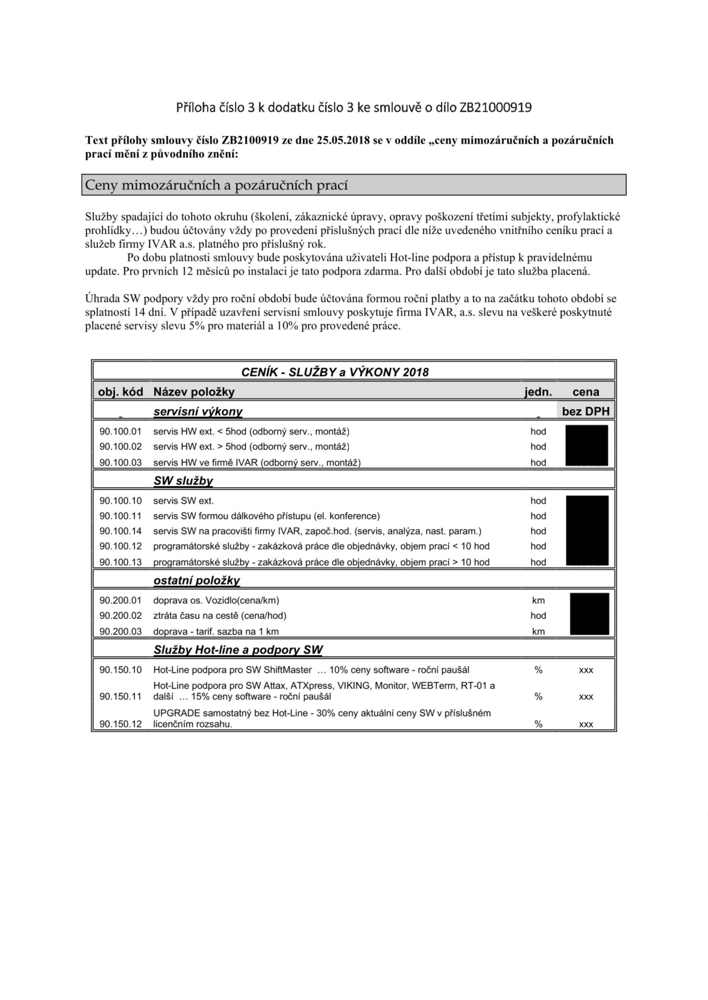 Příloha číslo 3 k dodatku číslo 3 ke smlouvě o dílo ZB21000919
Text přílohy smlouvy číslo ZB2100919 ze dne 25.05.2018 se v oddíle „ceny mimozáručních a pozáručních
prací mění z původního znění:
Ceny mimozáručních a pozáručních prací
Služby spadající do tohoto okruhu (školení, zákaznické úpravy, opravy poškození třetími subjekty, profylaktické
prohlídky…) budou účtovány vždy po provedení příslušných prací dle níže uvedeného vnitřního ceníku prací a
služeb firmy IVAR a.s. platného pro příslušný rok.
Po dobu platnosti smlouvy bude poskytována uživateli Hot-line podpora a přístup k pravidelnému
update. Pro prvních 12 měsíců po instalaci je tato podpora zdarma. Pro další období je tato služba placená.
Úhrada SW podpory vždy pro roční období bude účtována formou roční platby a to na začátku tohoto období se
splatností 14 dní. V případě uzavření servisní smlouvy poskytuje firma IVAR, a.s. slevu na veškeré poskytnuté
placené servisy slevu 5% pro materiál a 10% pro provedené práce.
CENÍK - SLUŽBY a VÝKONY 2018
obj. kód Název položky jedn. cena
- servisní výkony - bez DPH
90.100.01 servis HW ext. < 5hod (odborný serv., montáž) hod
90.100.02 servis HW ext. > 5hod (odborný serv., montáž) hod
90.100.03 servis HW ve firmě IVAR (odborný serv., montáž) hod
SW služby
90.100.10 servis SW ext. hod
90.100.11 servis SW formou dálkového přístupu (el. konference) hod
90.100.14 servis SW na pracovišti firmy IVAR, započ.hod. (servis, analýza, nast. param.) hod
90.100.12 programátorské služby - zakázková práce dle objednávky, objem prací < 10 hod hod
90.100.13 programátorské služby - zakázková práce dle objednávky, objem prací > 10 hod hod
ostatní položky
90.200.01 doprava os. Vozidlo(cena/km) km
90.200.02 ztráta času na cestě (cena/hod) hod
90.200.03 doprava - tarif. sazba na 1 km km
Služby Hot-line a podpory SW
90.150.10 Hot-Line podpora pro SW ShiftMaster … 10% ceny software - roční paušál % xxx
Hot-Line podpora pro SW Attax, ATXpress, VIKING, Monitor, WEBTerm, RT-01 a
90.150.11 další … 15% ceny software - roční paušál % xxx
UPGRADE samostatný bez Hot-Line - 30% ceny aktuální ceny SW v příslušném
90.150.12 licenčním rozsahu. % xxx